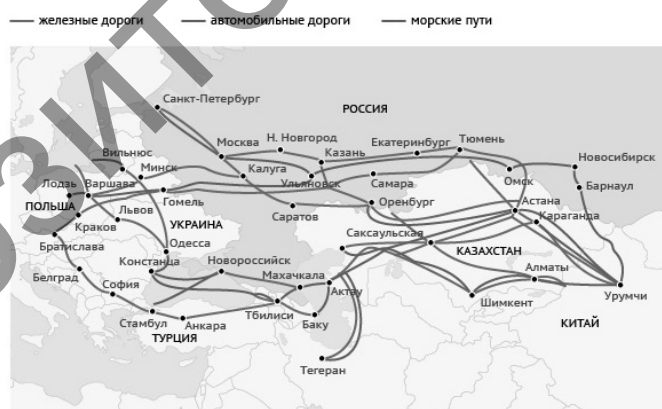 железные дороги автомобильные дороги морские пути
Санкт-Петербург
РОССИЯ
Москва Н. Новгород Казань Екатеринбург Тюмень
Вильнюс Минск Калуга Ульяновск Самара Омск Новосибирск
Барнаул
Лодзь Варшава Гомель Саратов Оренбург Астана
ПОЛЬША Львов УКРАИНА Караганда
Краков Саксаульская КАЗАХСТАН
Братислава Одесса
Констанца Новороссийск Махачкала Алматы
Белград София Актау Шимкент Урумчи
Стамбул Анкара Тбилиси Баку КИТАЙ
ТУРЦИЯ
Тегеран
ЗИТО